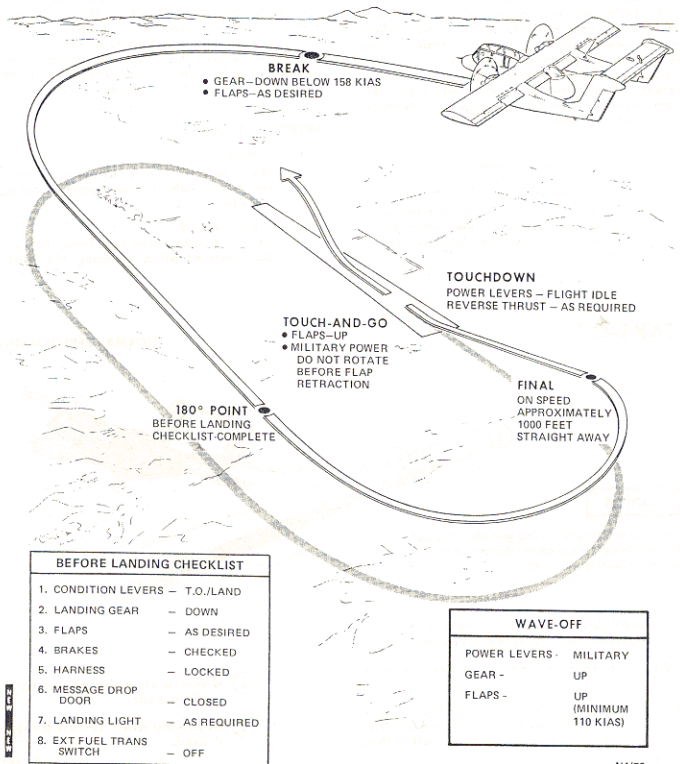 BREAK
• GEAR—DOWN BELOW 158 KIAS
• FLAPS—AS DESIRED
TOUCHDOWN
POWER LEVERS — FLIGHT IDLE
REVERSE THRUST — AS REQUIRED
TOUCH-AND-GO
• FLAPS—UP
• MILITARY POWER
DO NOT ROTATE
BEFORE FLAP
RETRACTION
FINAL
ON SPEED
APPROXIMATELY
1000 FEET
STRAIGHT AWAY
180° POINT
BEFORE LANDING
CHECKLIST-COMPLETE
BEFORE LANDING CHECKLIST
1. CONDITION LEVERS — T.O./LAND
2. LANDING GEAR — DOWN
3. FLAPS — AS DESIRED
4. BRAKES — CHECKED
5. HARNESS — LOCKED
6. MESSAGE DROP
DOOR — CLOSED
7. LANDING LIGHT — AS REQUIRED
8. EXT FUEL TRANS
SWITCH — OFF
WAVE-OFF
POWER LEVERS - MILITARY
GEAR - UP
FLAPS - UP
(MINIMUM
110 KIAS)
NEW NEW